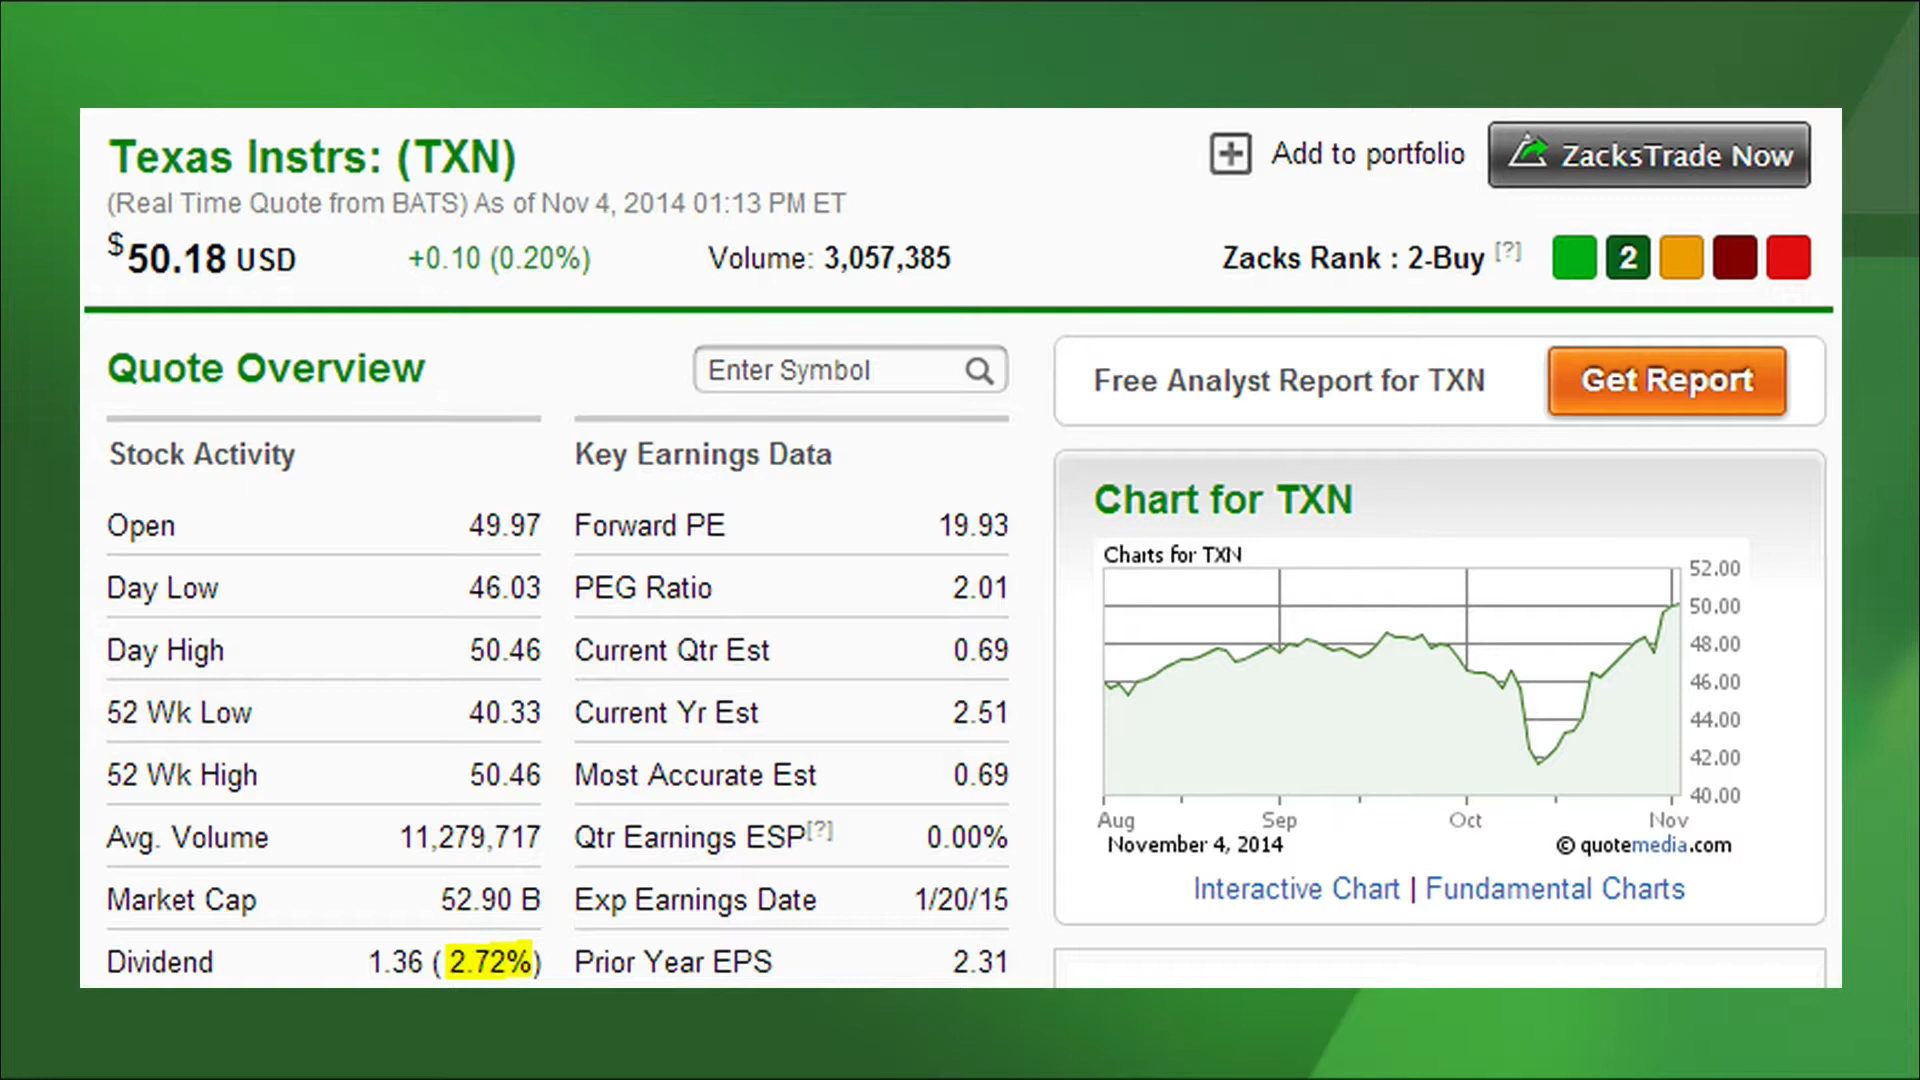 Texas Instrs: (TXN)
Add to portfolio
ZacksTrade Now
(Real Time Quote from BATS) As of Nov 4, 2014 01:13 PM ET
$50.18 USD +0.10 (0.20%) Volume: 3,057,385
Zacks Rank : 2-Buy [?] 2
Quote Overview
Enter Symbol
Stock Activity
Open 49.97
Day Low 46.03
Day High 50.46
52 Wk Low 40.33
52 Wk High 50.46
Avg. Volume 11,279,717
Market Cap 52.90 B
Dividend 1.36 ( 2.72%)
Key Earnings Data
Forward PE 19.93
PEG Ratio 2.01
Current Qtr Est 0.69
Current Yr Est 2.51
Most Accurate Est 0.69
Qtr Earnings ESP[?] 0.00%
Exp Earnings Date 1/20/15
Prior Year EPS 2.31
Free Analyst Report for TXN
Get Report
Chart for TXN
Charts for TXN
52.00
50.00
48.00
46.00
44.00
42.00
40.00
Aug Sep Oct Nov
November 4, 2014 © quotemedia.com
Interactive Chart | Fundamental Charts